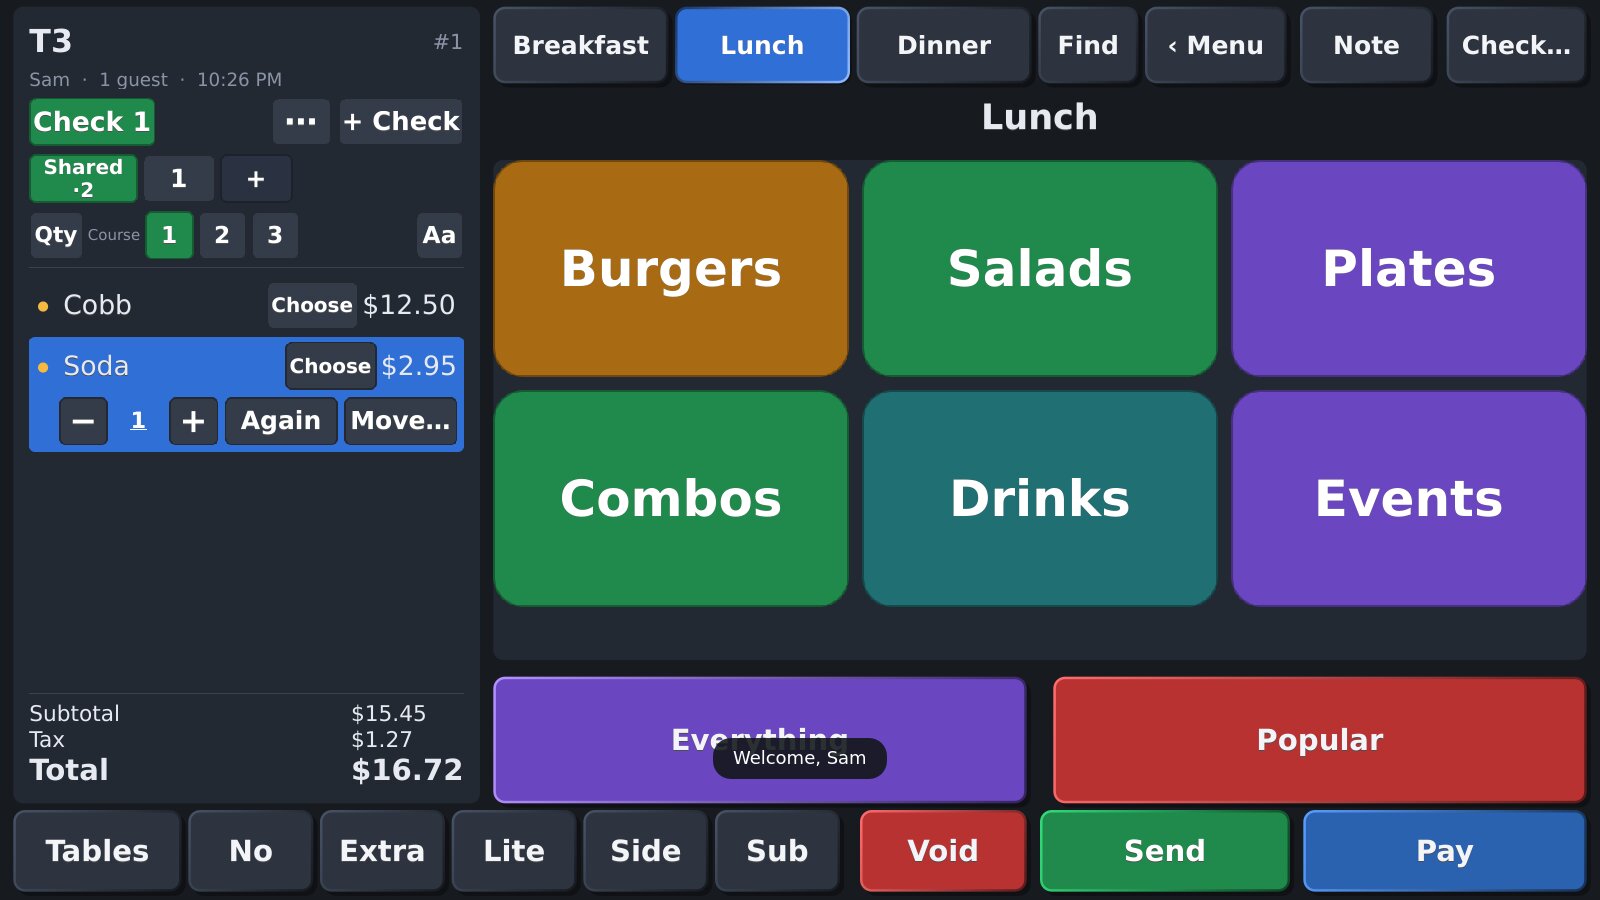 T3
#1
Sam · 1 guest · 10:26 PM
Check 1
...
+ Check
Shared
·2
1
+
Qty
Course
1
2
3
Aa
Cobb
Choose
$12.50
Soda
Choose
$2.95
−
1
+
Again
Move...
Subtotal
$15.45
Tax
$1.27
Total
$16.72
Breakfast
Lunch
Dinner
Find
‹ Menu
Note
Check...
Lunch
Burgers
Salads
Plates
Combos
Drinks
Events
Everything
Popular
Welcome, Sam
Tables
No
Extra
Lite
Side
Sub
Void
Send
Pay